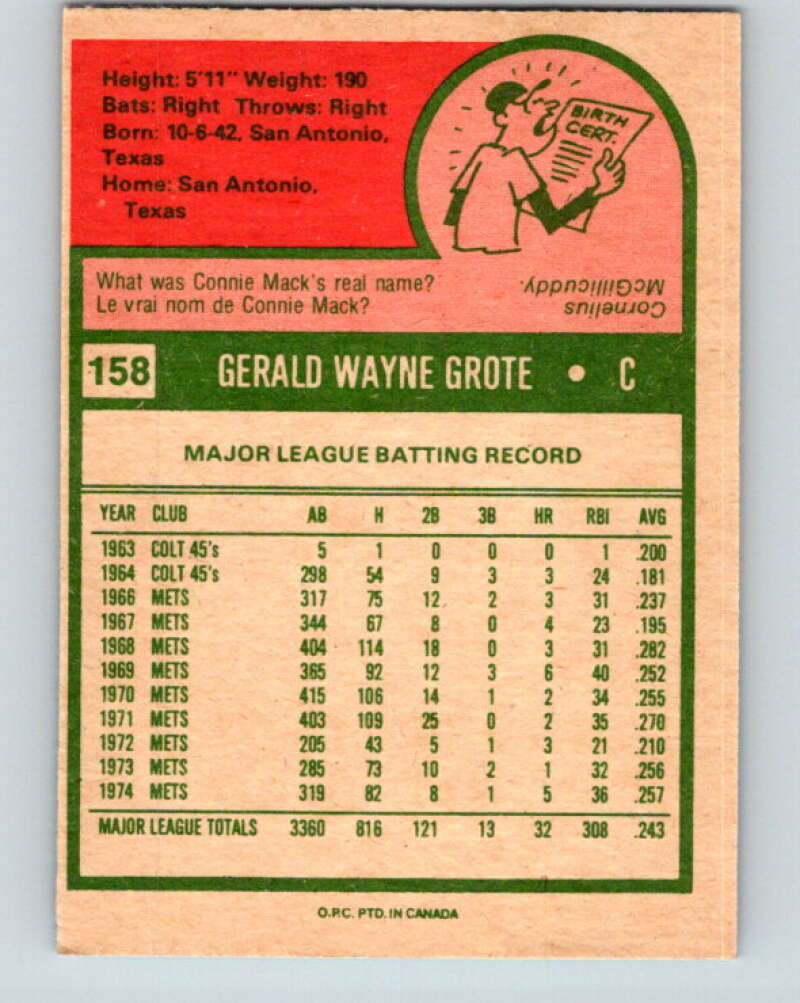 Height: 5'11" Weight: 190
Bats: Right Throws: Right
Born: 10-6-42, San Antonio,
Texas
Home: San Antonio,
Texas
BIRTH
CERT.
What was Connie Mack's real name?
Le vrai nom de Connie Mack?
Cornelius
McGillicuddy.
158 GERALD WAYNE GROTE • C
MAJOR LEAGUE BATTING RECORD
YEAR CLUB AB H 2B 3B HR RBI AVG
1963 COLT 45's 5 1 0 0 0 1 .200
1964 COLT 45's 298 54 9 3 3 24 .181
1966 METS 317 75 12 2 3 31 .237
1967 METS 344 67 8 0 4 23 .195
1968 METS 404 114 18 0 3 31 .282
1969 METS 365 92 12 3 6 40 .252
1970 METS 415 106 14 1 2 34 .255
1971 METS 403 109 25 0 2 35 .270
1972 METS 205 43 5 1 3 21 .210
1973 METS 285 73 10 2 1 32 .256
1974 METS 319 82 8 1 5 36 .257
MAJOR LEAGUE TOTALS 3360 816 121 13 32 308 .243
O.P.C. PTD. IN CANADA